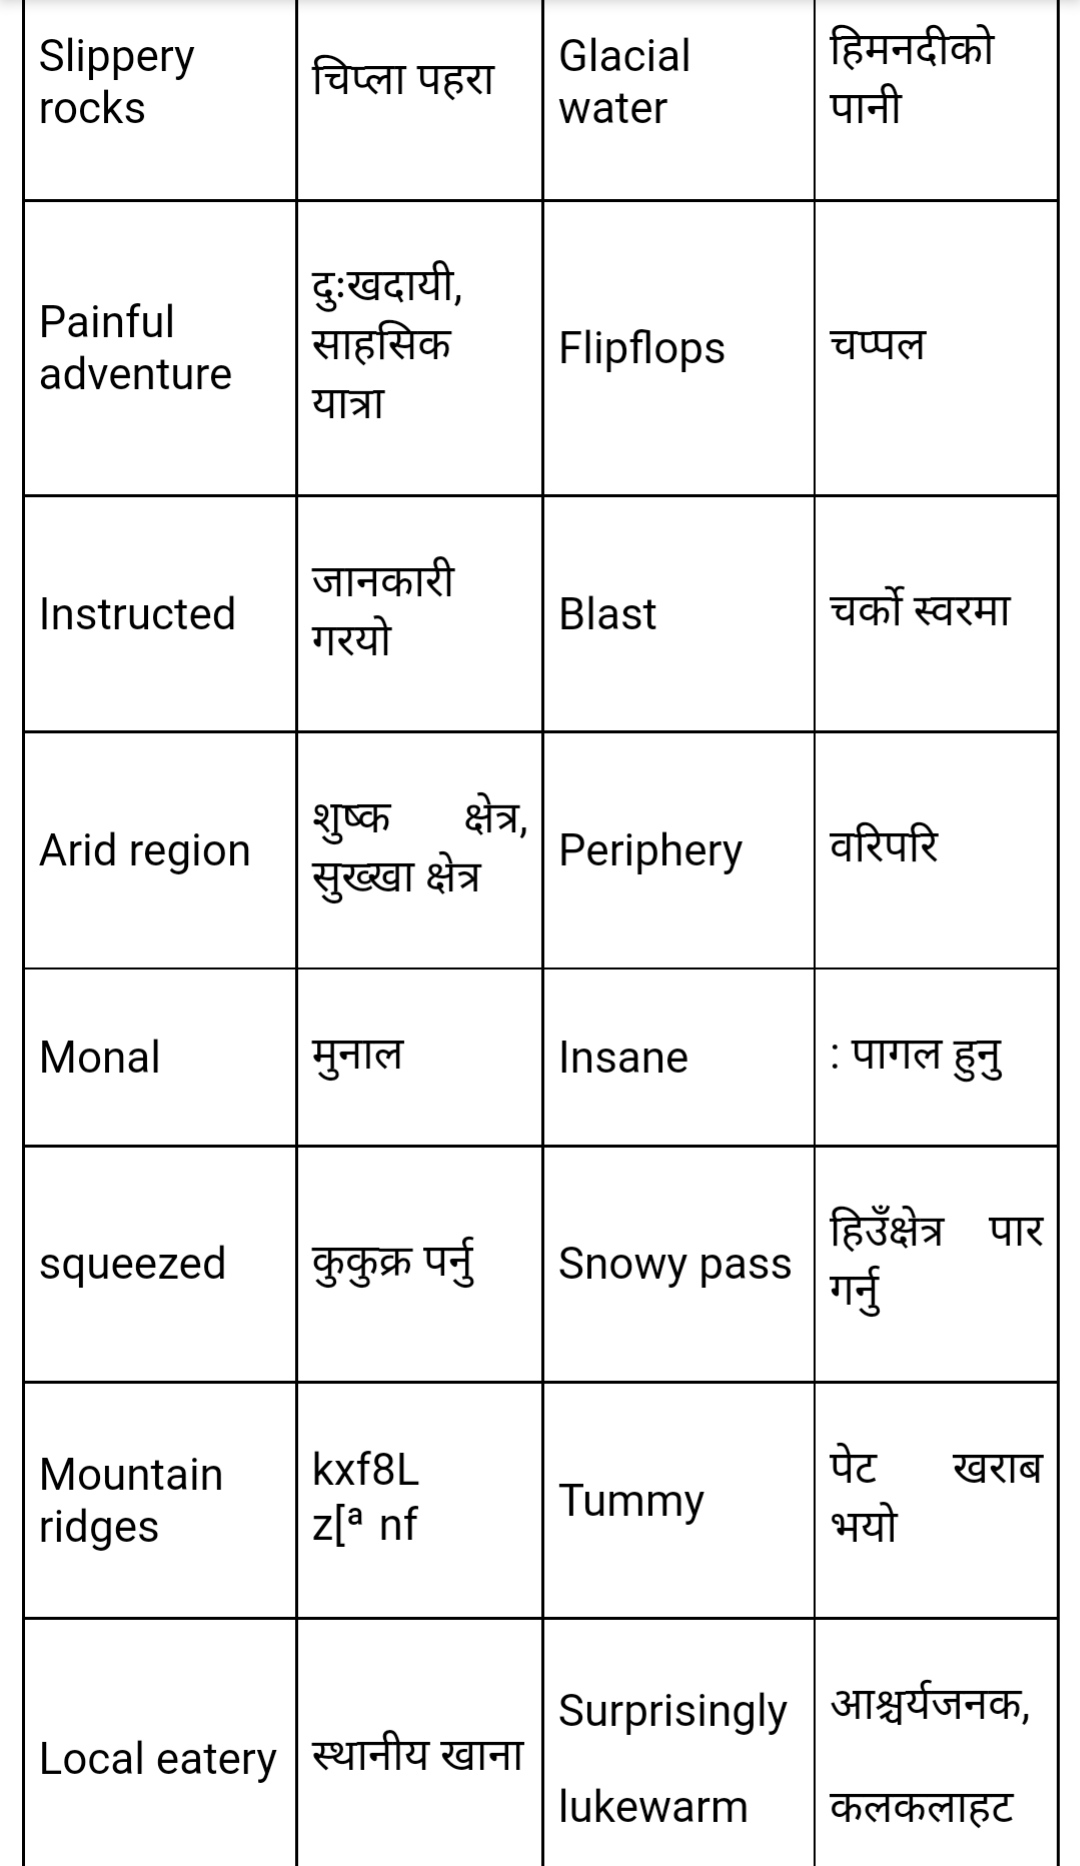 Slippery
rocks
चिप्ला पहरा
Glacial
water
हिमनदीको
पानी
Painful
adventure
दुःखदायी,
साहसिक
यात्रा
Flipflops
चप्पल
Instructed
जानकारी
गरयो
Blast
चर्को स्वरमा
Arid region
शुष्क क्षेत्र,
सुख्खा क्षेत्र
Periphery
वरिपरि
Monal
मुनाल
Insane
: पागल हुनु
squeezed
कुकुक्र पर्नु
Snowy pass
हिउँक्षेत्र पार
गर्नु
Mountain
ridges
kxf8L
z[ª nf
Tummy
पेट खराब
भयो
Local eatery
स्थानीय खाना
Surprisingly
lukewarm
आश्चर्यजनक,
कलकलाहट